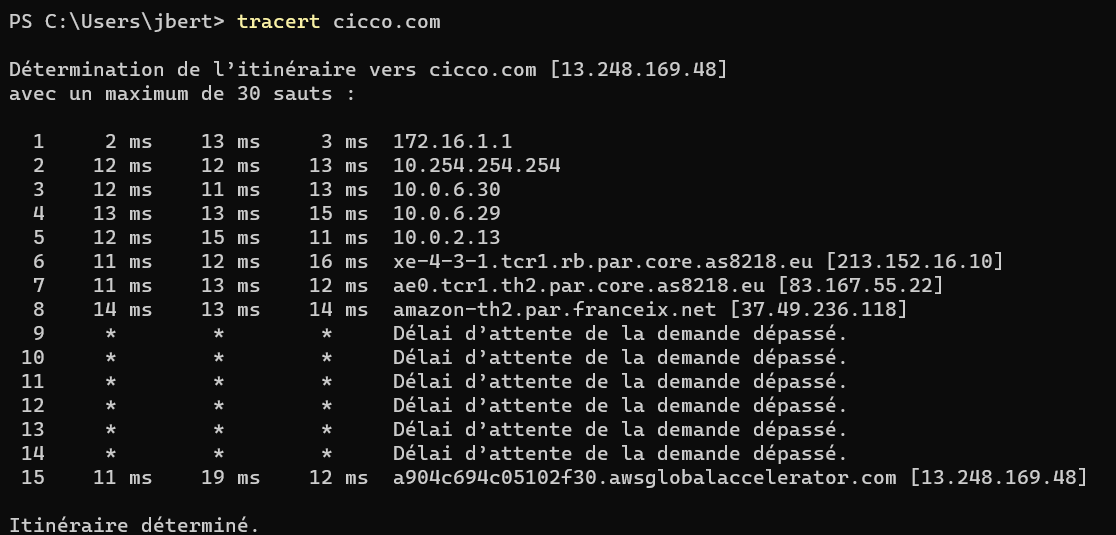 PS C:\Users\jbert> tracert cicco.com
Détermination de l’itinéraire vers cicco.com [13.248.169.48]
avec un maximum de 30 sauts :
1 2 ms 13 ms 3 ms 172.16.1.1
2 12 ms 12 ms 13 ms 10.254.254.254
3 12 ms 11 ms 13 ms 10.0.6.30
4 13 ms 13 ms 15 ms 10.0.6.29
5 12 ms 15 ms 11 ms 10.0.2.13
6 11 ms 12 ms 16 ms xe-4-3-1.tcr1.rb.par.core.as8218.eu [213.152.16.10]
7 11 ms 13 ms 12 ms ae0.tcr1.th2.par.core.as8218.eu [83.167.55.22]
8 14 ms 13 ms 14 ms amazon-th2.par.franceix.net [37.49.236.118]
9 * * * Délai d’attente de la demande dépassé.
10 * * * Délai d’attente de la demande dépassé.
11 * * * Délai d’attente de la demande dépassé.
12 * * * Délai d’attente de la demande dépassé.
13 * * * Délai d’attente de la demande dépassé.
14 * * * Délai d’attente de la demande dépassé.
15 11 ms 19 ms 12 ms a904c694c05102f30.awsglobalaccelerator.com [13.248.169.48]
Itinéraire déterminé.